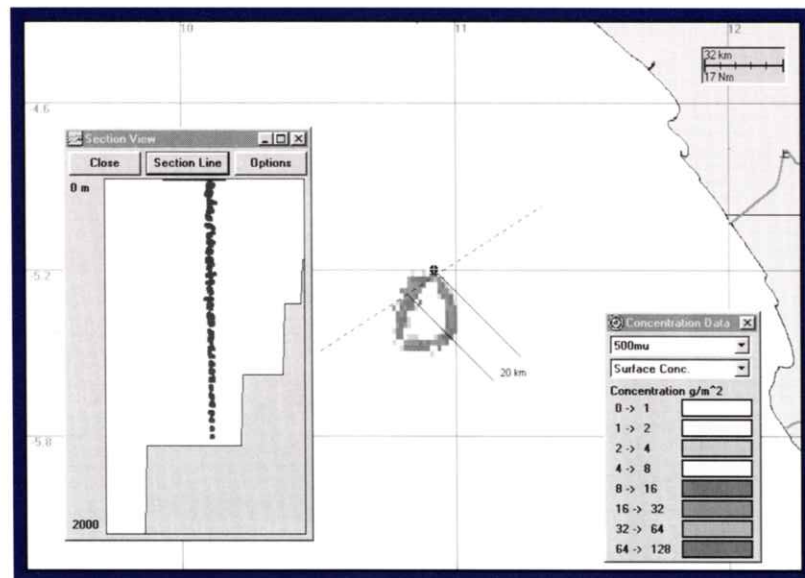 10
11
12
32 km
17 Nm
-4.6
Section View
Close
Section Line
Options
0 m
-5.2
20 km
-5.8
2000
Concentration Data
500mu
Surface Conc.
Concentration g/m^2
0 -> 1
1 -> 2
2 -> 4
4 -> 8
8 -> 16
16 -> 32
32 -> 64
64 -> 128